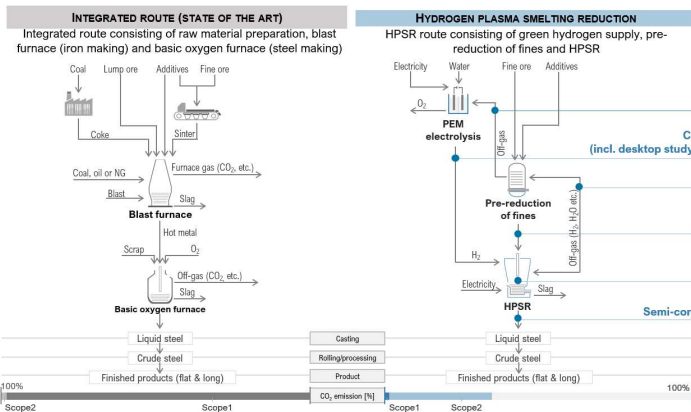 INTEGRATED ROUTE (STATE OF THE ART)
Integrated route consisting of raw material preparation, blast
furnace (iron making) and basic oxygen furnace (steel making)
Coal
Lump ore
Additives
Fine ore
Coke
Sinter
Coal, oil or NG
Furnace gas (CO2, etc.)
Blast
Slag
Blast furnace
Hot metal
Scrap
O2
Off-gas (CO2, etc.)
Slag
Basic oxygen furnace
Liquid steel
Crude steel
Finished products (flat & long)
100%
Scope2
Scope1
Casting
Rolling/processing
Product
CO2 emission [%]
HYDROGEN PLASMA SMELTING REDUCTION
HPSR route consisting of green hydrogen supply, pre-
reduction of fines and HPSR
Electricity
Water
Fine ore
Additives
O2
PEM
electrolysis
Off-gas
C
(incl. desktop study
Pre-reduction
of fines
Off-gas (H2, H2O etc.)
H2
Electricity
Slag
HPSR
Semi-con
Liquid steel
Crude steel
Finished products (flat & long)
100%
Scope1
Scope2